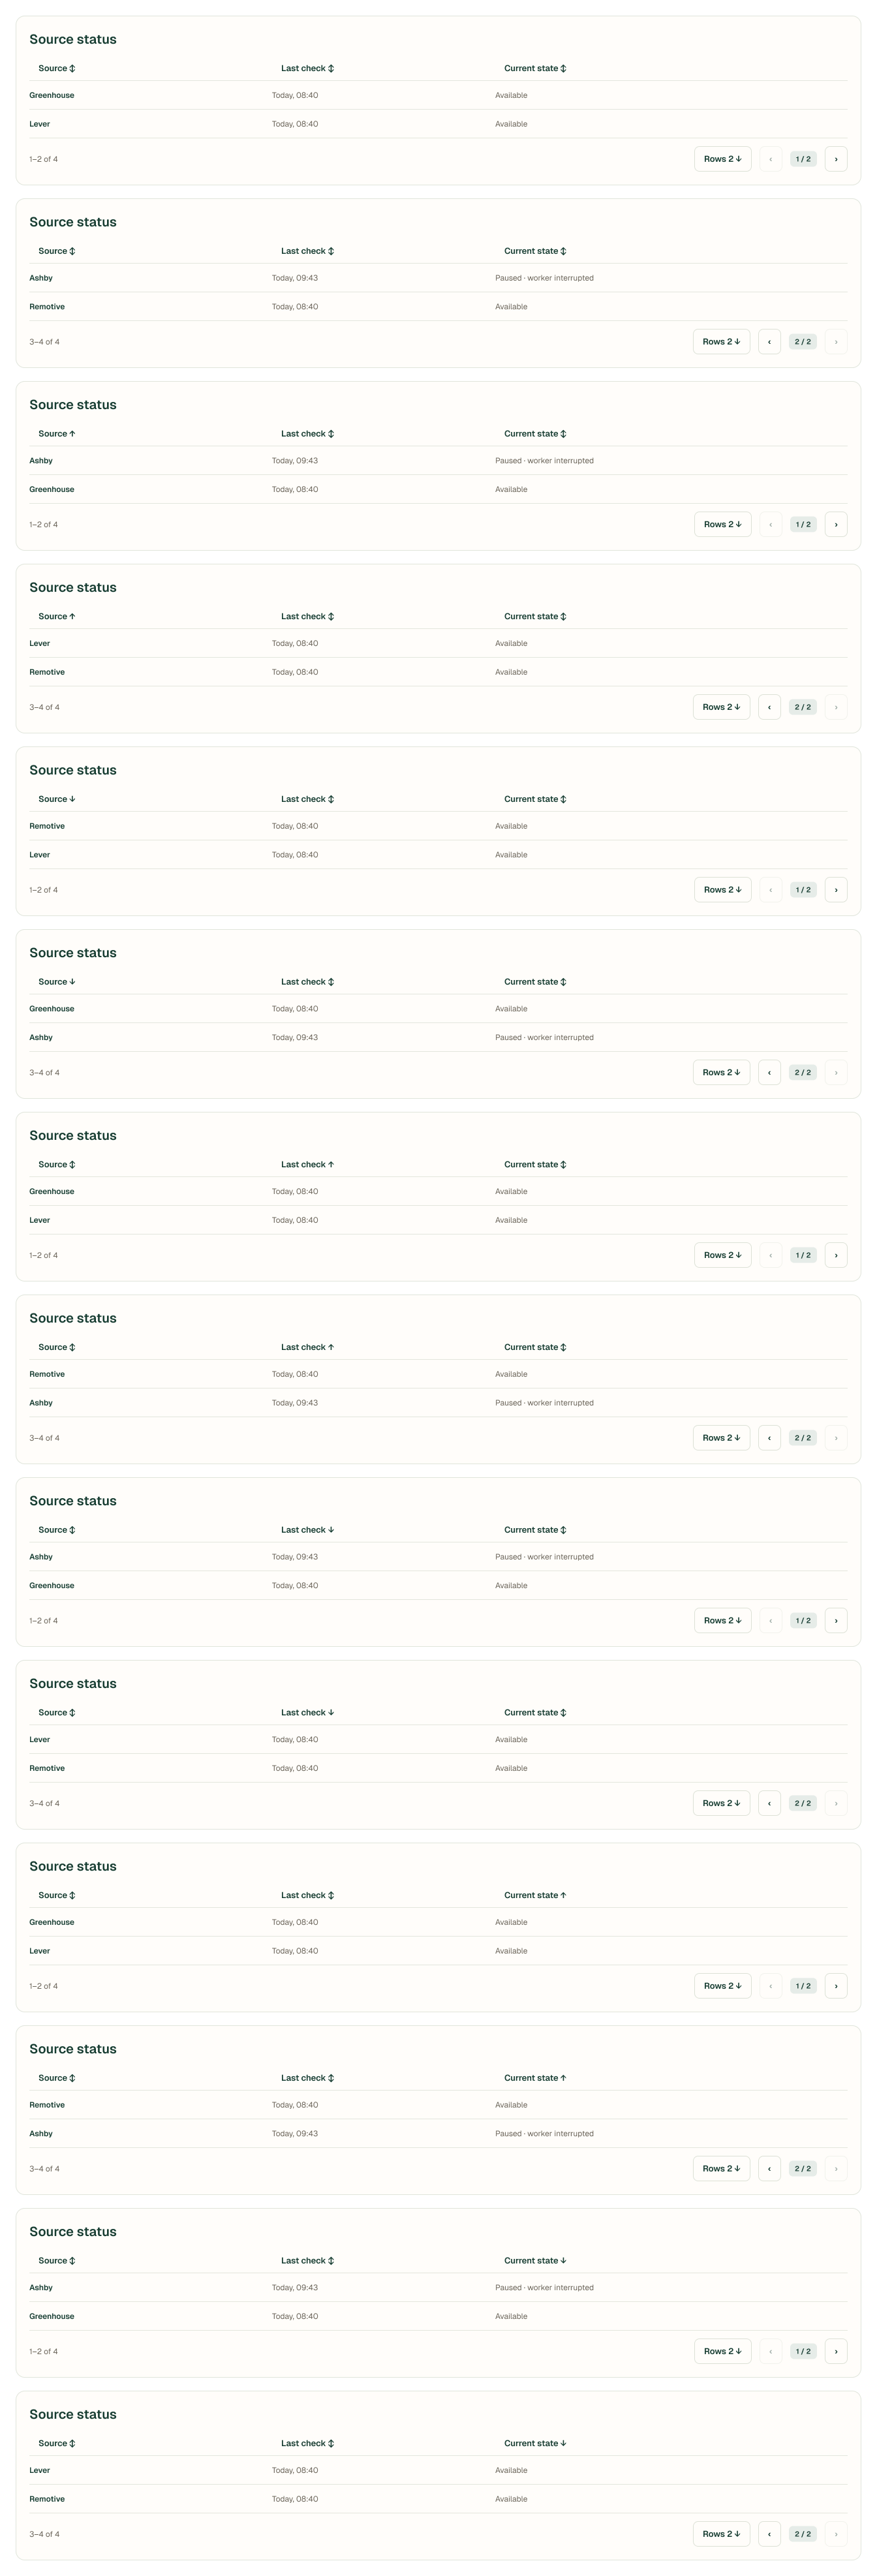 Source status
Source ↕ Last check ↕ Current state ↕
Greenhouse Today, 08:40 Available
Lever Today, 08:40 Available
1–2 of 4 Rows 2 ↓ ‹ 1 / 2 ›
Source status
Source ↕ Last check ↕ Current state ↕
Ashby Today, 09:43 Paused · worker interrupted
Remotive Today, 08:40 Available
3–4 of 4 Rows 2 ↓ ‹ 2 / 2 ›
Source status
Source ↑ Last check ↕ Current state ↕
Ashby Today, 09:43 Paused · worker interrupted
Greenhouse Today, 08:40 Available
1–2 of 4 Rows 2 ↓ ‹ 1 / 2 ›
Source status
Source ↑ Last check ↕ Current state ↕
Lever Today, 08:40 Available
Remotive Today, 08:40 Available
3–4 of 4 Rows 2 ↓ ‹ 2 / 2 ›
Source status
Source ↓ Last check ↕ Current state ↕
Remotive Today, 08:40 Available
Lever Today, 08:40 Available
1–2 of 4 Rows 2 ↓ ‹ 1 / 2 ›
Source status
Source ↓ Last check ↕ Current state ↕
Greenhouse Today, 08:40 Available
Ashby Today, 09:43 Paused · worker interrupted
3–4 of 4 Rows 2 ↓ ‹ 2 / 2 ›
Source status
Source ↕ Last check ↑ Current state ↕
Greenhouse Today, 08:40 Available
Lever Today, 08:40 Available
1–2 of 4 Rows 2 ↓ ‹ 1 / 2 ›
Source status
Source ↕ Last check ↑ Current state ↕
Remotive Today, 08:40 Available
Ashby Today, 09:43 Paused · worker interrupted
3–4 of 4 Rows 2 ↓ ‹ 2 / 2 ›
Source status
Source ↕ Last check ↓ Current state ↕
Ashby Today, 09:43 Paused · worker interrupted
Greenhouse Today, 08:40 Available
1–2 of 4 Rows 2 ↓ ‹ 1 / 2 ›
Source status
Source ↕ Last check ↓ Current state ↕
Lever Today, 08:40 Available
Remotive Today, 08:40 Available
3–4 of 4 Rows 2 ↓ ‹ 2 / 2 ›
Source status
Source ↕ Last check ↕ Current state ↑
Greenhouse Today, 08:40 Available
Lever Today, 08:40 Available
1–2 of 4 Rows 2 ↓ ‹ 1 / 2 ›
Source status
Source ↕ Last check ↕ Current state ↑
Remotive Today, 08:40 Available
Ashby Today, 09:43 Paused · worker interrupted
3–4 of 4 Rows 2 ↓ ‹ 2 / 2 ›
Source status
Source ↕ Last check ↕ Current state ↓
Ashby Today, 09:43 Paused · worker interrupted
Greenhouse Today, 08:40 Available
1–2 of 4 Rows 2 ↓ ‹ 1 / 2 ›
Source status
Source ↕ Last check ↕ Current state ↓
Lever Today, 08:40 Available
Remotive Today, 08:40 Available
3–4 of 4 Rows 2 ↓ ‹ 2 / 2 ›